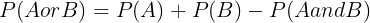 P(AorB) = P(A) + P(B) − P(AandB)